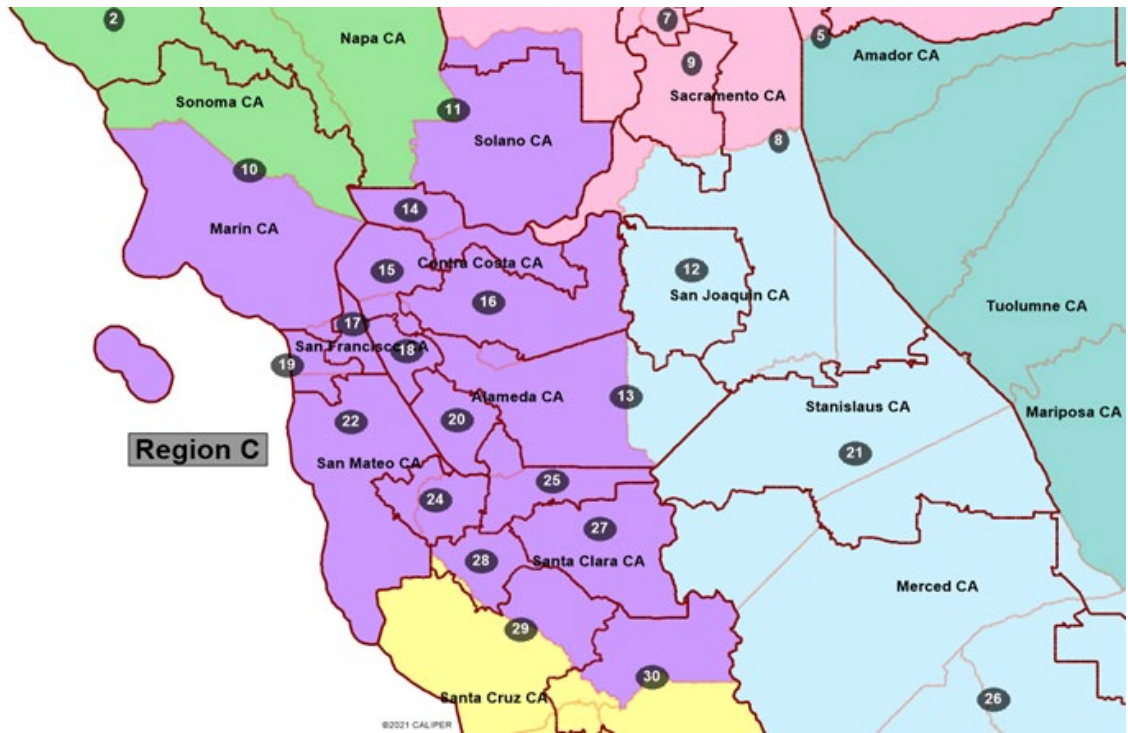 2
7
Napa CA
5
Amador CA
9
Sacramento CA
Sonoma CA
11
Solano CA
8
10
14
Marin CA
Contra Costa CA
15
12
San Joaquin CA
16
Tuolumne CA
17
San Francisco CA
18
19
13
Alameda CA
Stanislaus CA
Mariposa CA
22
20
Region C
21
San Mateo CA
25
24
27
28
Santa Clara CA
Merced CA
29
30
Santa Cruz CA
26
©2021 CALIPER